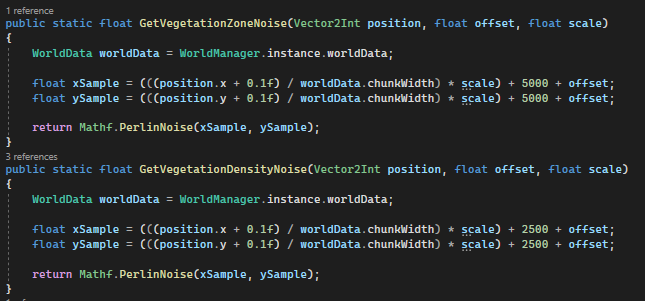 1 reference
public static float GetVegetationZoneNoise(Vector2Int position, float offset, float scale)
{
WorldData worldData = WorldManager.instance.worldData;
float xSample = (((position.x + 0.1f) / worldData.chunkWidth) * scale) + 5000 + offset;
float ySample = (((position.y + 0.1f) / worldData.chunkWidth) * scale) + 5000 + offset;
return Mathf.PerlinNoise(xSample, ySample);
}
3 references
public static float GetVegetationDensityNoise(Vector2Int position, float offset, float scale)
{
WorldData worldData = WorldManager.instance.worldData;
float xSample = (((position.x + 0.1f) / worldData.chunkWidth) * scale) + 2500 + offset;
float ySample = (((position.y + 0.1f) / worldData.chunkWidth) * scale) + 2500 + offset;
return Mathf.PerlinNoise(xSample, ySample);
}